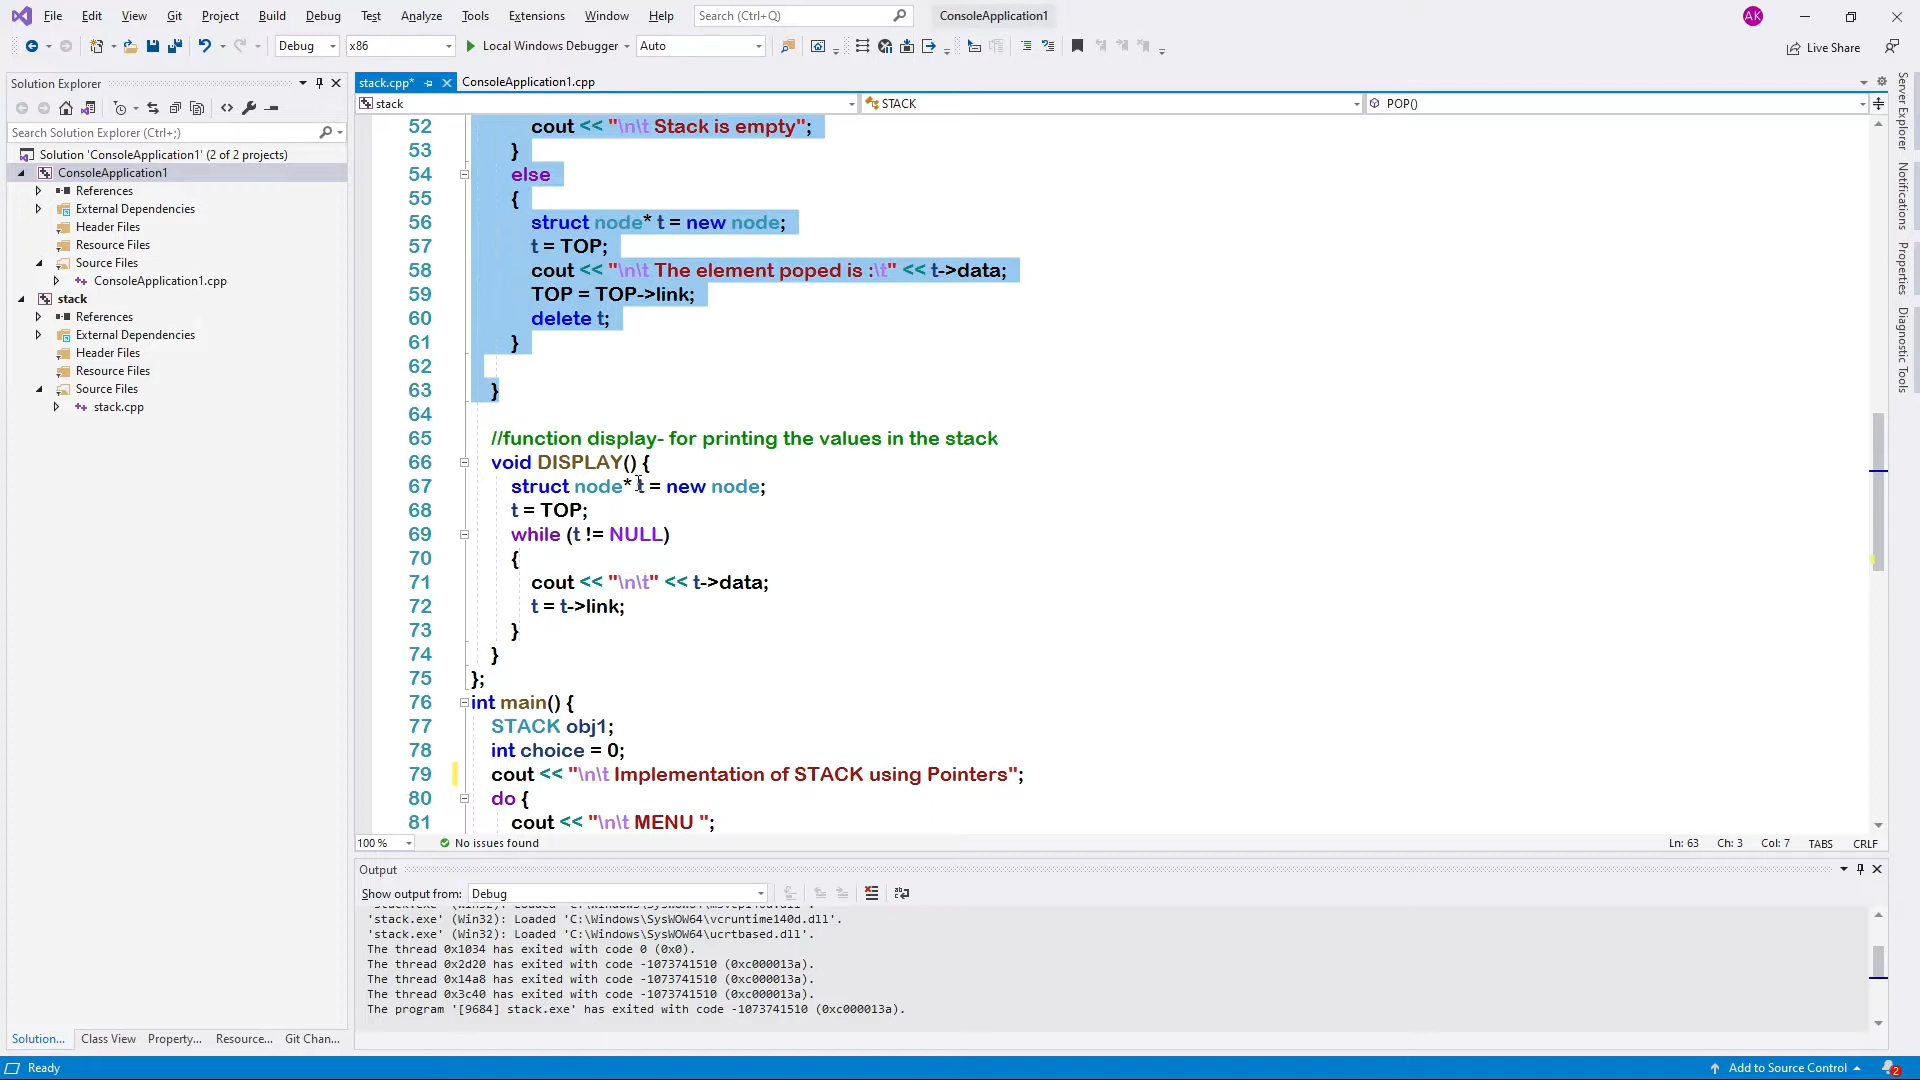 File Edit View Git Project Build Debug Test Analyze Tools Extensions Window Help Search (Ctrl+Q) ConsoleApplication1 AK
Debug x86 Local Windows Debugger Auto Live Share
Solution Explorer
Search Solution Explorer (Ctrl+;)
Solution 'ConsoleApplication1' (2 of 2 projects)
ConsoleApplication1
References
External Dependencies
Header Files
Resource Files
Source Files
ConsoleApplication1.cpp
stack
References
External Dependencies
Header Files
Resource Files
Source Files
stack.cpp
Solution... Class View Property... Resource... Git Chan...
stack.cpp* ConsoleApplication1.cpp
stack STACK POP()
52 cout << "\n\t Stack is empty";
53 }
54 else
55 {
56 struct node* t = new node;
57 t = TOP;
58 cout << "\n\t The element poped is :\t" << t->data;
59 TOP = TOP->link;
60 delete t;
61 }
62
63 }
64
65 //function display- for printing the values in the stack
66 void DISPLAY() {
67 struct node* t = new node;
68 t = TOP;
69 while (t != NULL)
70 {
71 cout << "\n\t" << t->data;
72 t = t->link;
73 }
74 }
75 };
76 int main() {
77 STACK obj1;
78 int choice = 0;
79 cout << "\n\t Implementation of STACK using Pointers";
80 do {
81 cout << "\n\t MENU ";
100 % No issues found Ln: 63 Ch: 3 Col: 7 TABS CRLF
Output
Show output from: Debug
'stack.exe' (Win32): Loaded 'C:\Windows\SysWOW64\vcruntime140d.dll'.
'stack.exe' (Win32): Loaded 'C:\Windows\SysWOW64\ucrtbased.dll'.
The thread 0x1034 has exited with code 0 (0x0).
The thread 0x2d20 has exited with code -1073741510 (0xc000013a).
The thread 0x14a8 has exited with code -1073741510 (0xc000013a).
The thread 0x3c40 has exited with code -1073741510 (0xc000013a).
The program '[9684] stack.exe' has exited with code -1073741510 (0xc000013a).
Server Explorer
Notifications
Properties
Diagnostic Tools
Ready Add to Source Control 2